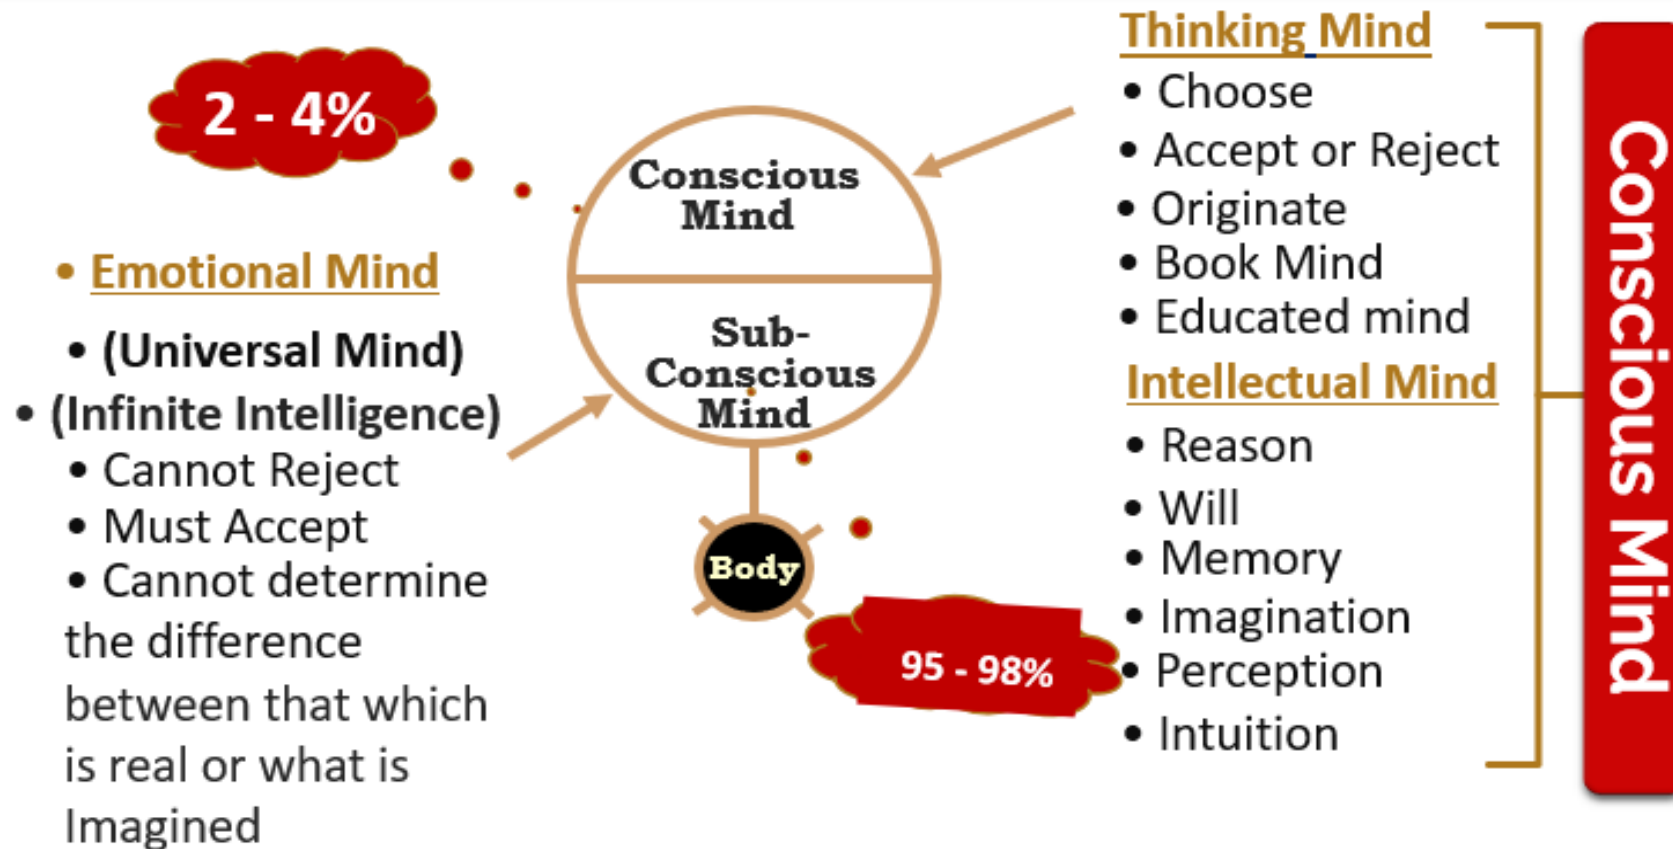 2 - 4%
• Emotional Mind
• (Universal Mind)
• (Infinite Intelligence)
• Cannot Reject
• Must Accept
• Cannot determine
the difference
between that which
is real or what is
Imagined
Conscious
Mind
Sub-
Conscious
Mind
Body
95 - 98%
Thinking Mind
• Choose
• Accept or Reject
• Originate
• Book Mind
• Educated mind
Intellectual Mind
• Reason
• Will
• Memory
• Imagination
• Perception
• Intuition
Conscious Mind